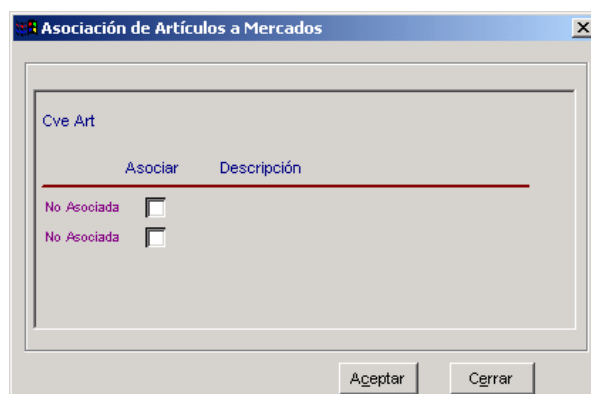 Asociación de Artículos a Mercados
Cve Art
Asociar Descripción
No Asociada
No Asociada
Aceptar Cerrar